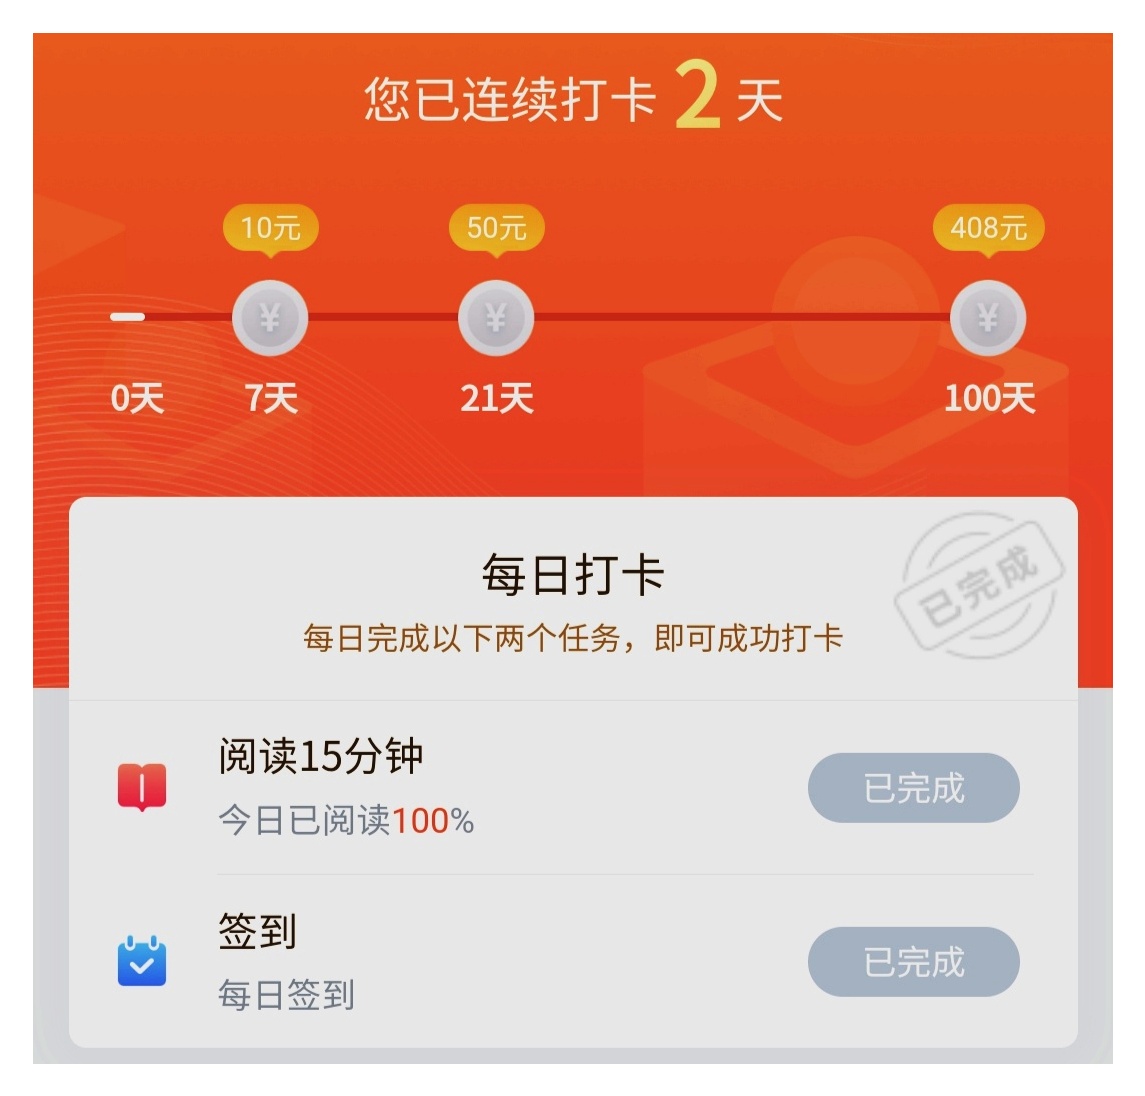 您已连续打卡 2 天
10元 50元 408元
¥ ¥ ¥
0天 7天 21天 100天
已完成
每日打卡
每日完成以下两个任务，即可成功打卡
阅读15分钟
今日已阅读100%
已完成
签到
每日签到
已完成